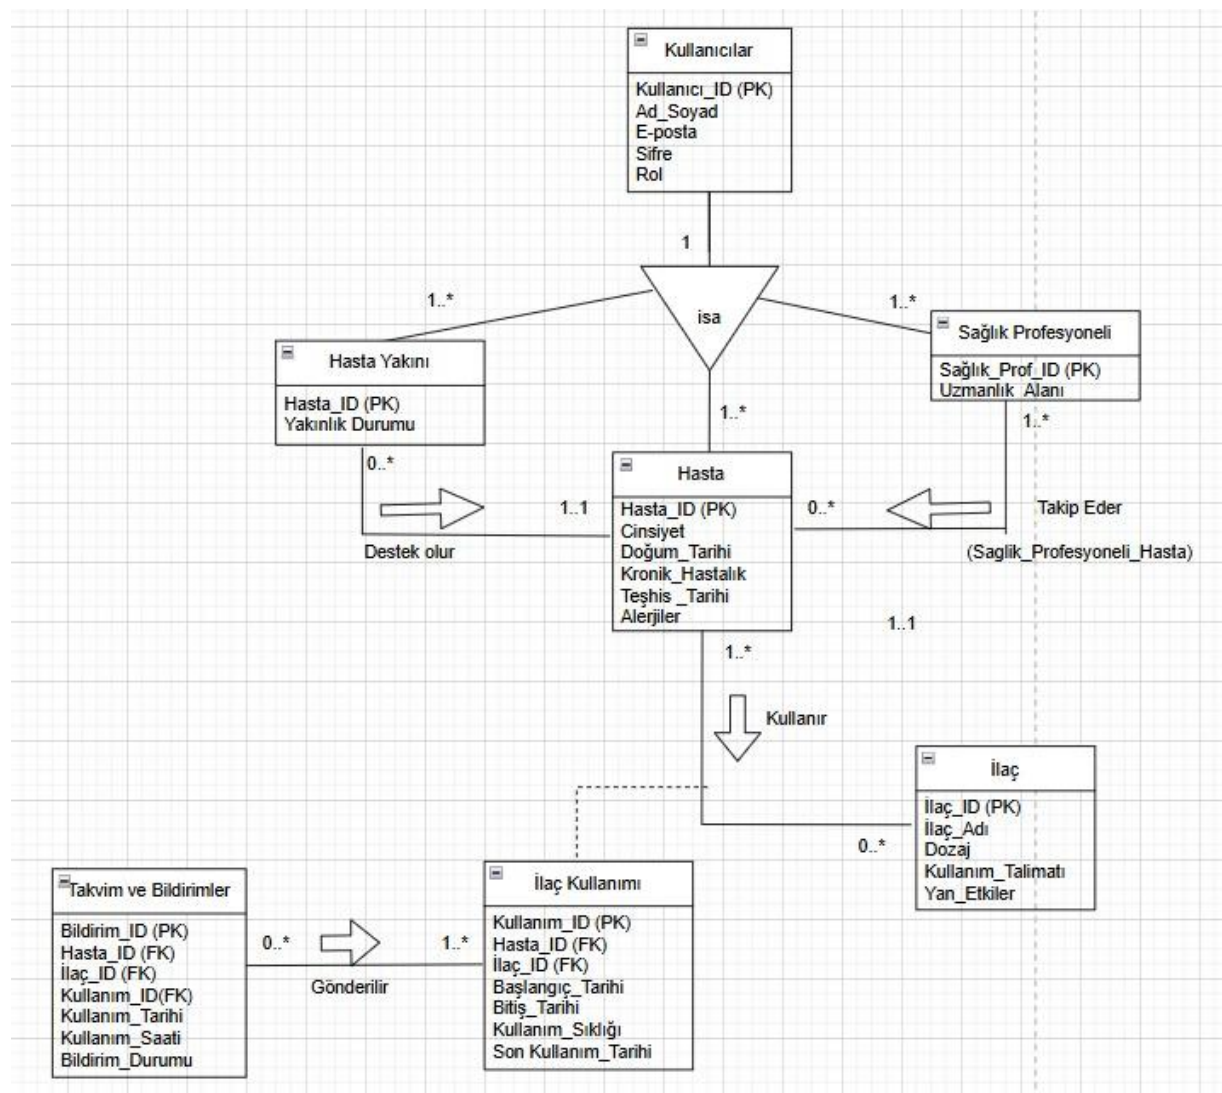 Kullanıcılar
Kullanıcı_ID (PK)
Ad_Soyad
E-posta
Sifre
Rol
1
1..*
isa
1..*
Hasta Yakını
Hasta_ID (PK)
Yakınlık Durumu
Sağlık Profesyoneli
Sağlık_Prof_ID (PK)
Uzmanlık_Alanı
1..*
1..*
0..*
Hasta
Hasta_ID (PK)
Cinsiyet
Doğum_Tarihi
Kronik_Hastalık
Teşhis _Tarihi
Alerjiler
1..1
0..*
Takip Eder
Destek olur
(Saglik_Profesyoneli_Hasta)
1..1
1..*
Kullanır
İlaç
İlaç_ID (PK)
İlaç_Adı
Dozaj
Kullanım_Talimatı
Yan_Etkiler
0..*
Takvim ve Bildirimler
Bildirim_ID (PK)
Hasta_ID (FK)
İlaç_ID (FK)
Kullanım_ID(FK)
Kullanım_Tarihi
Kullanım_Saati
Bildirim_Durumu
0..*
1..*
Gönderilir
İlaç Kullanımı
Kullanım_ID (PK)
Hasta_ID (FK)
İlaç_ID (FK)
Başlangıç_Tarihi
Bitiş_Tarihi
Kullanım_Sıklığı
Son Kullanım_Tarihi